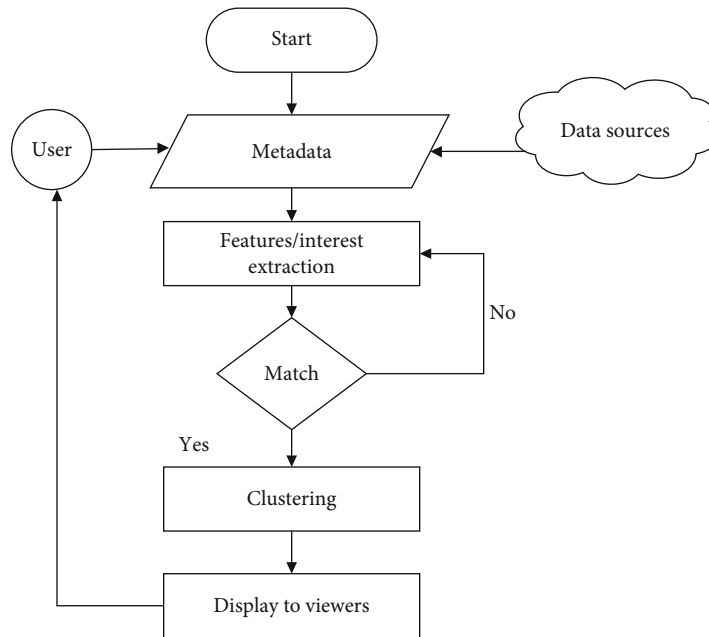 Start
User
Metadata
Data sources
Features/interest
extraction
No
Match
Yes
Clustering
Display to viewers